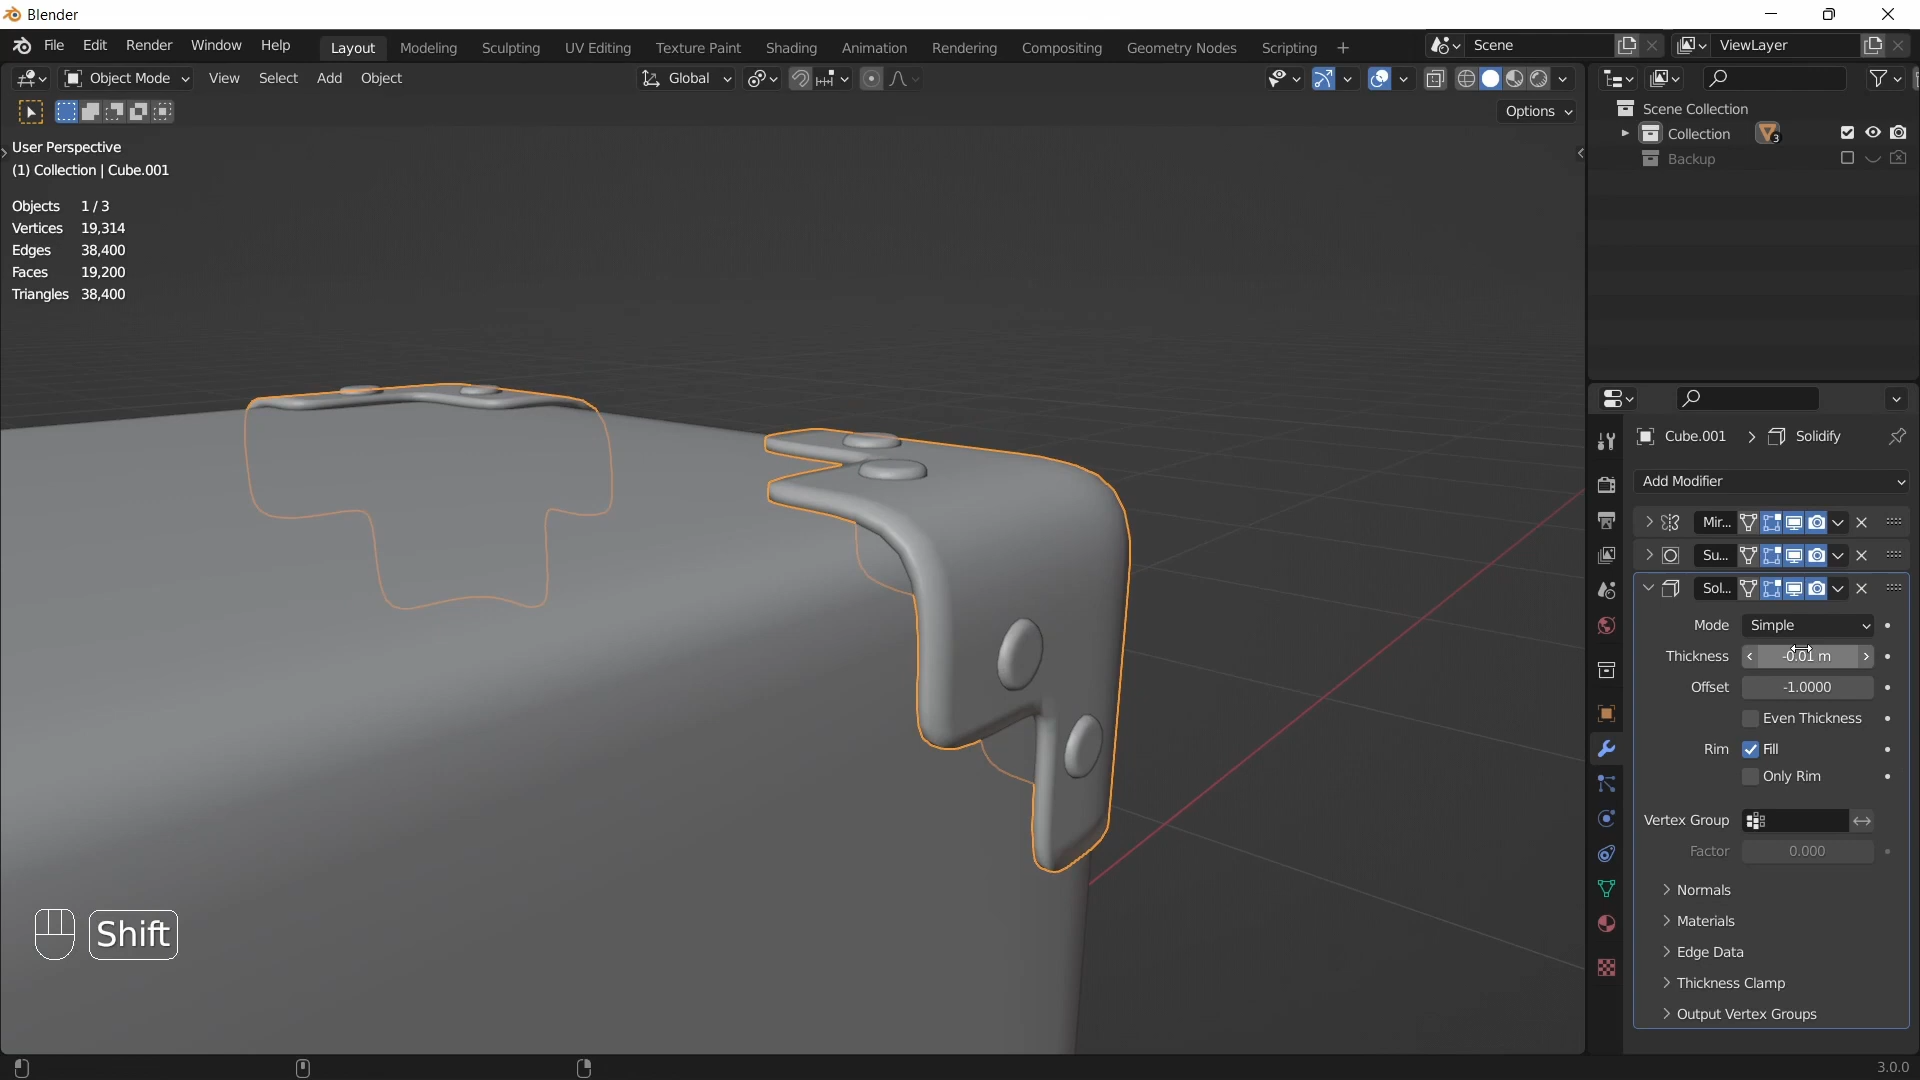 Blender
File Edit Render Window Help Layout Modeling Sculpting UV Editing Texture Paint Shading Animation Rendering Compositing Geometry Nodes Scripting + Scene ViewLayer
Object Mode View Select Add Object Global
Options
User Perspective
(1) Collection | Cube.001
Objects 1 / 3
Vertices 19,314
Edges 38,400
Faces 19,200
Triangles 38,400
Scene Collection
Collection 3
Backup
Cube.001 > Solidify
Add Modifier
Mir...
Su...
Sol...
Mode Simple
Thickness -0.01 m
Offset -1.0000
Even Thickness
Rim Fill
Only Rim
Vertex Group
Factor 0.000
Normals
Materials
Edge Data
Thickness Clamp
Output Vertex Groups
Shift
3.0.0